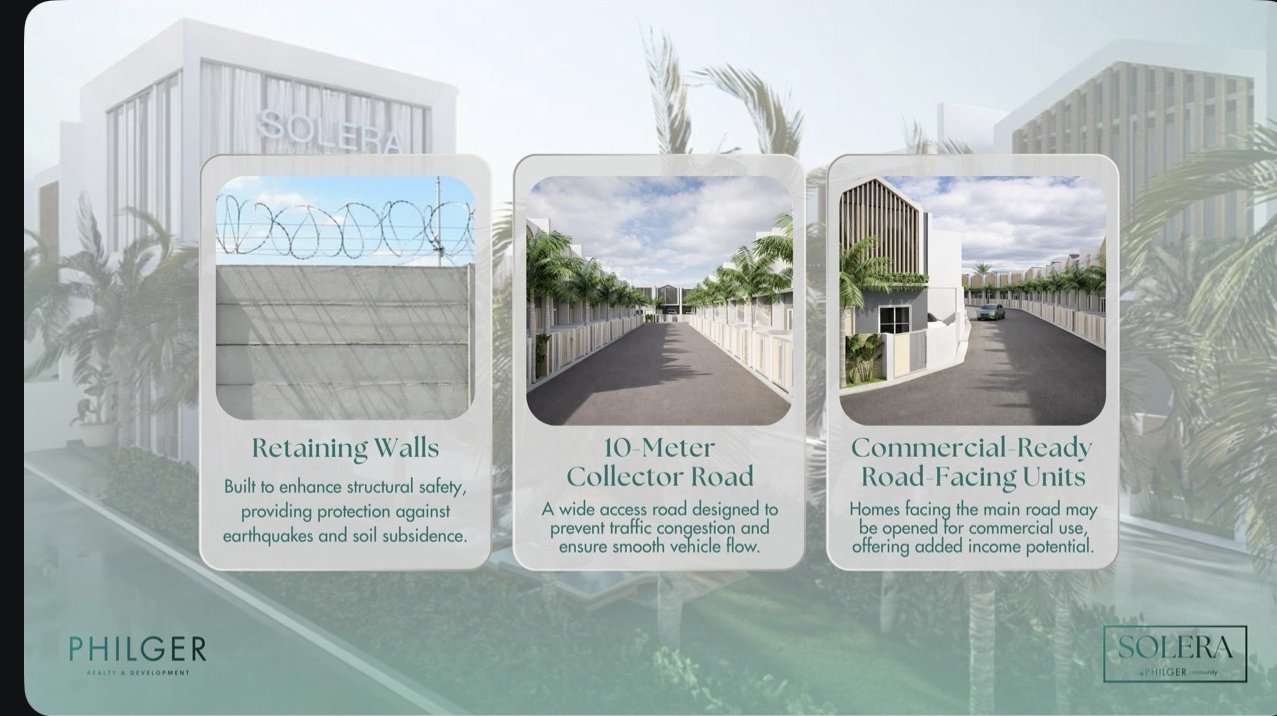 SOLERA
Retaining Walls
Built to enhance structural safety,
providing protection against
earthquakes and soil subsidence.
10-Meter
Collector Road
A wide access road designed to
prevent traffic congestion and
ensure smooth vehicle flow.
Commercial-Ready
Road-Facing Units
Homes facing the main road may
be opened for commercial use,
offering added income potential.
PHILGER
REALTY & DEVELOPMENT
SOLERA
a PHILGER community